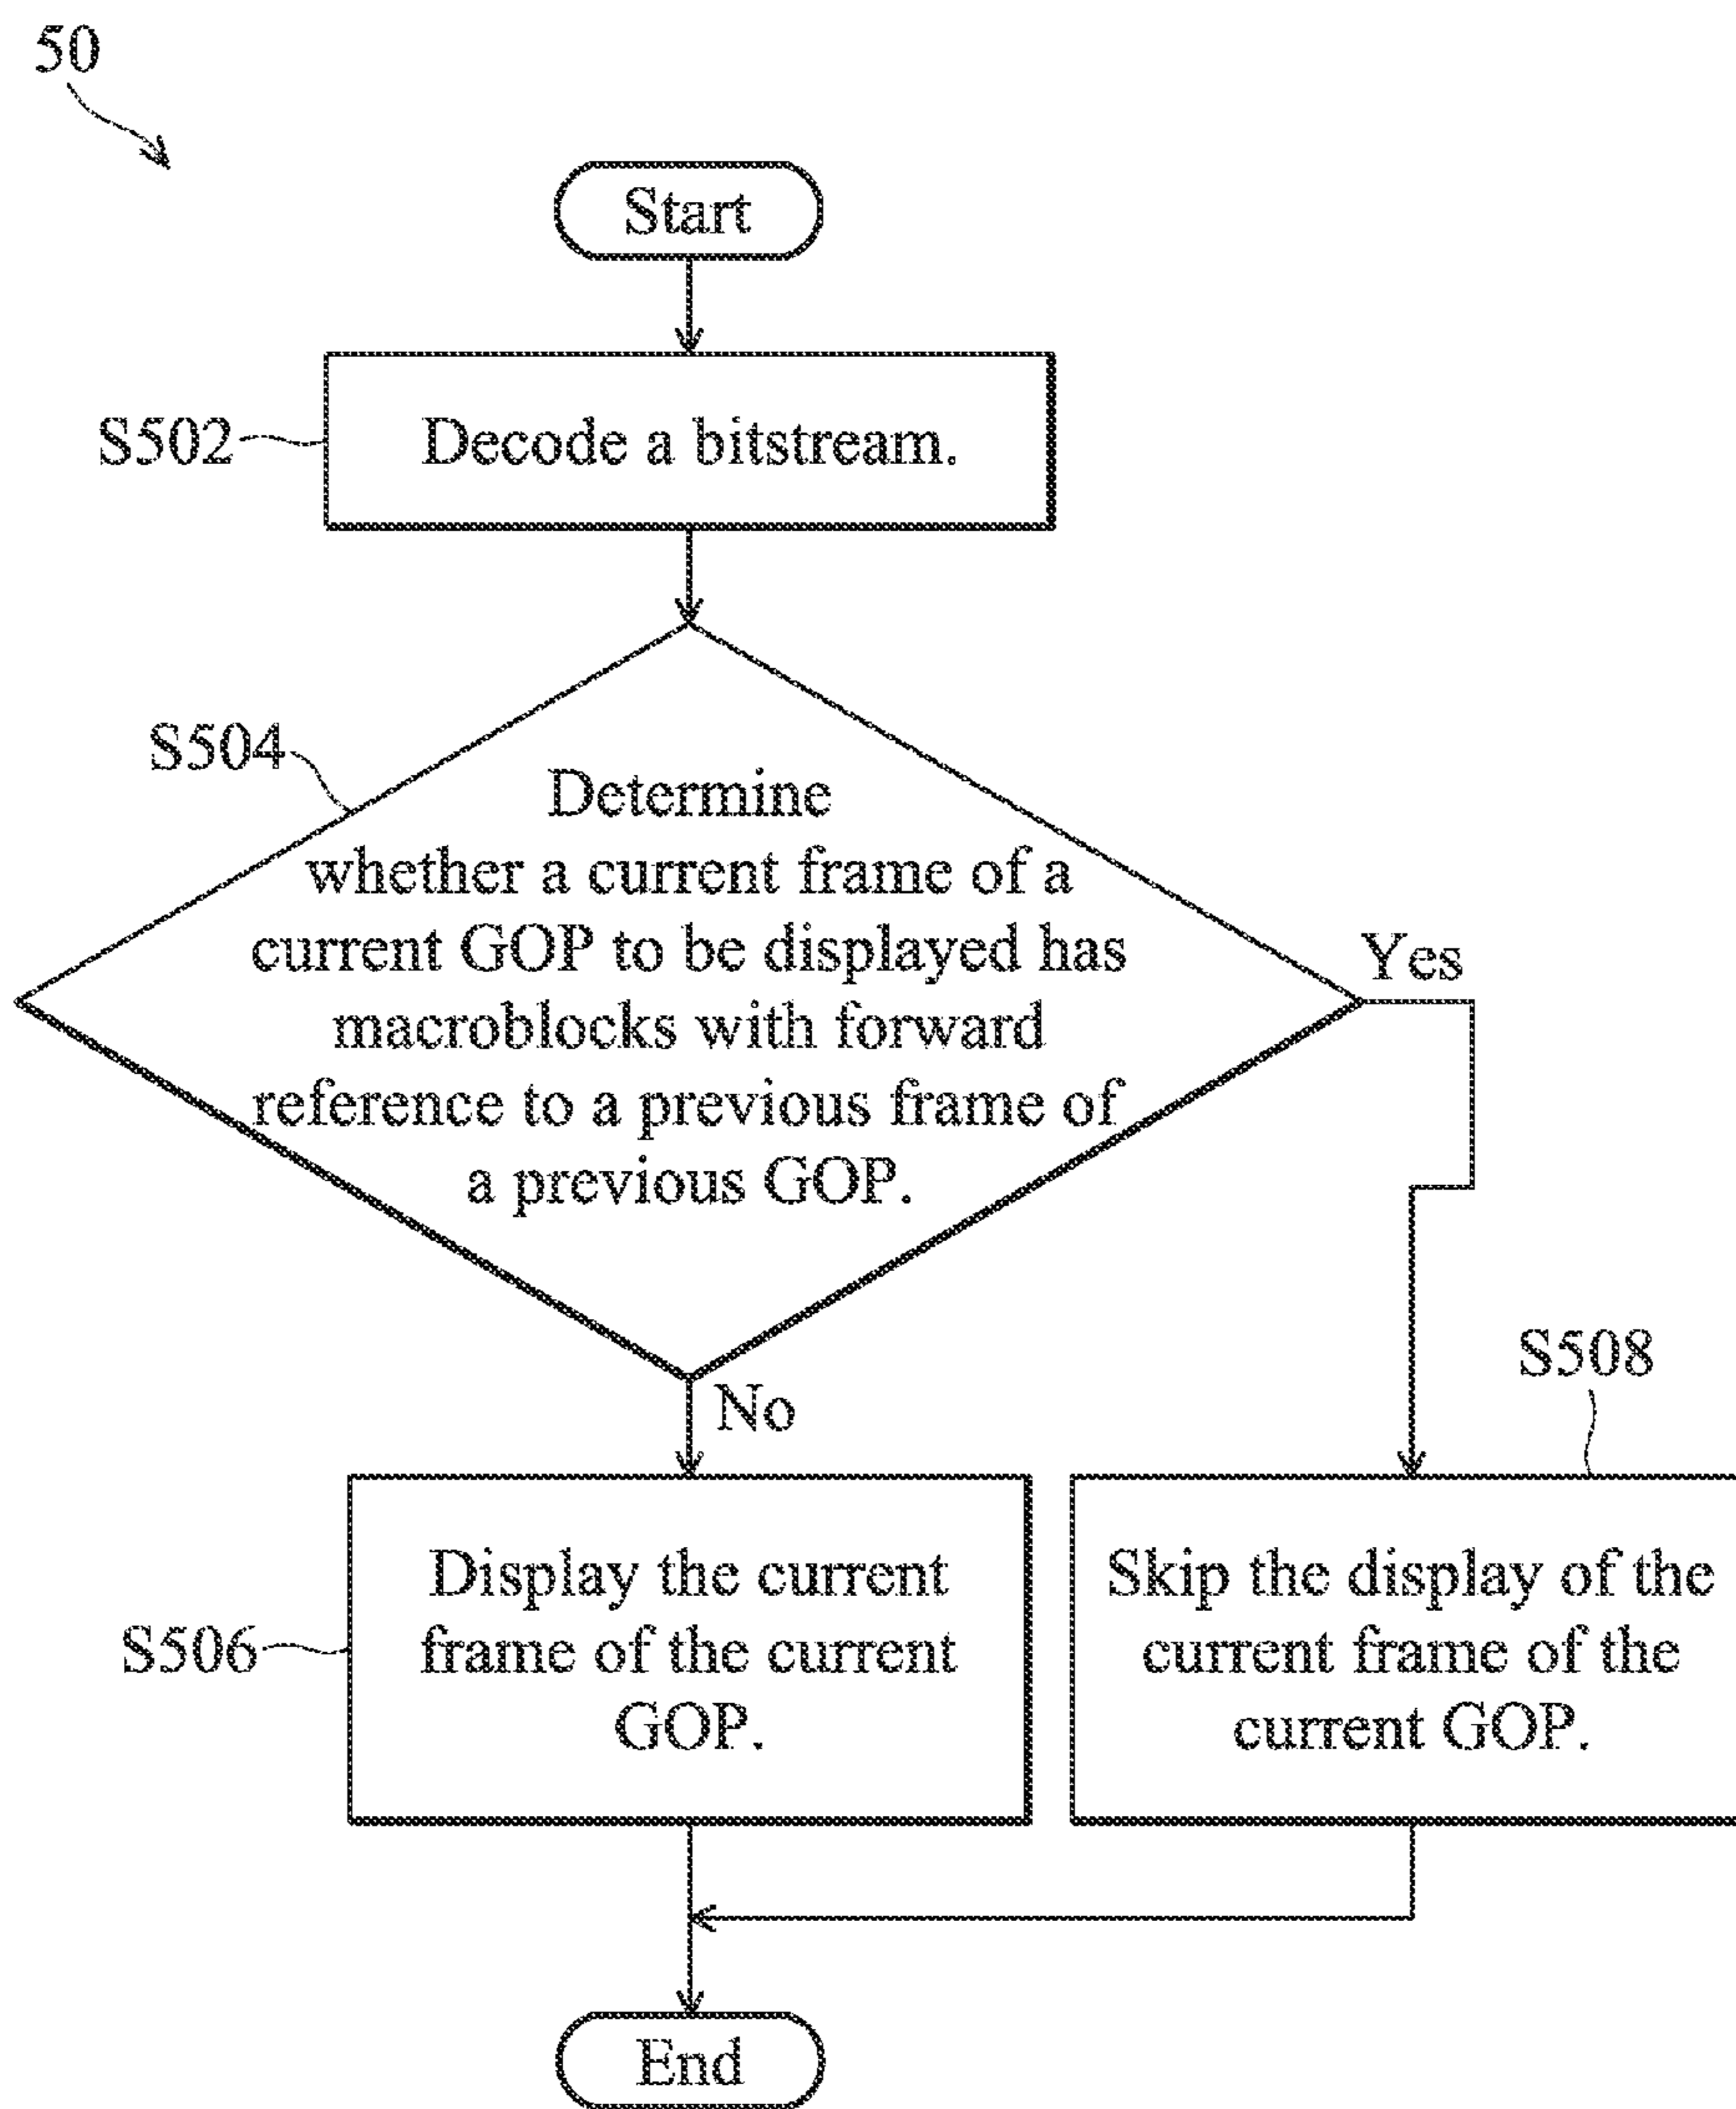 50
Start
S502
Decode a bitstream.
S504
Determine
whether a current frame of a
current GOP to be displayed has
macroblocks with forward
reference to a previous frame of
a previous GOP.
Yes
No
S508
S506
Display the current
frame of the current
GOP.
Skip the display of the
current frame of the
current GOP.
End